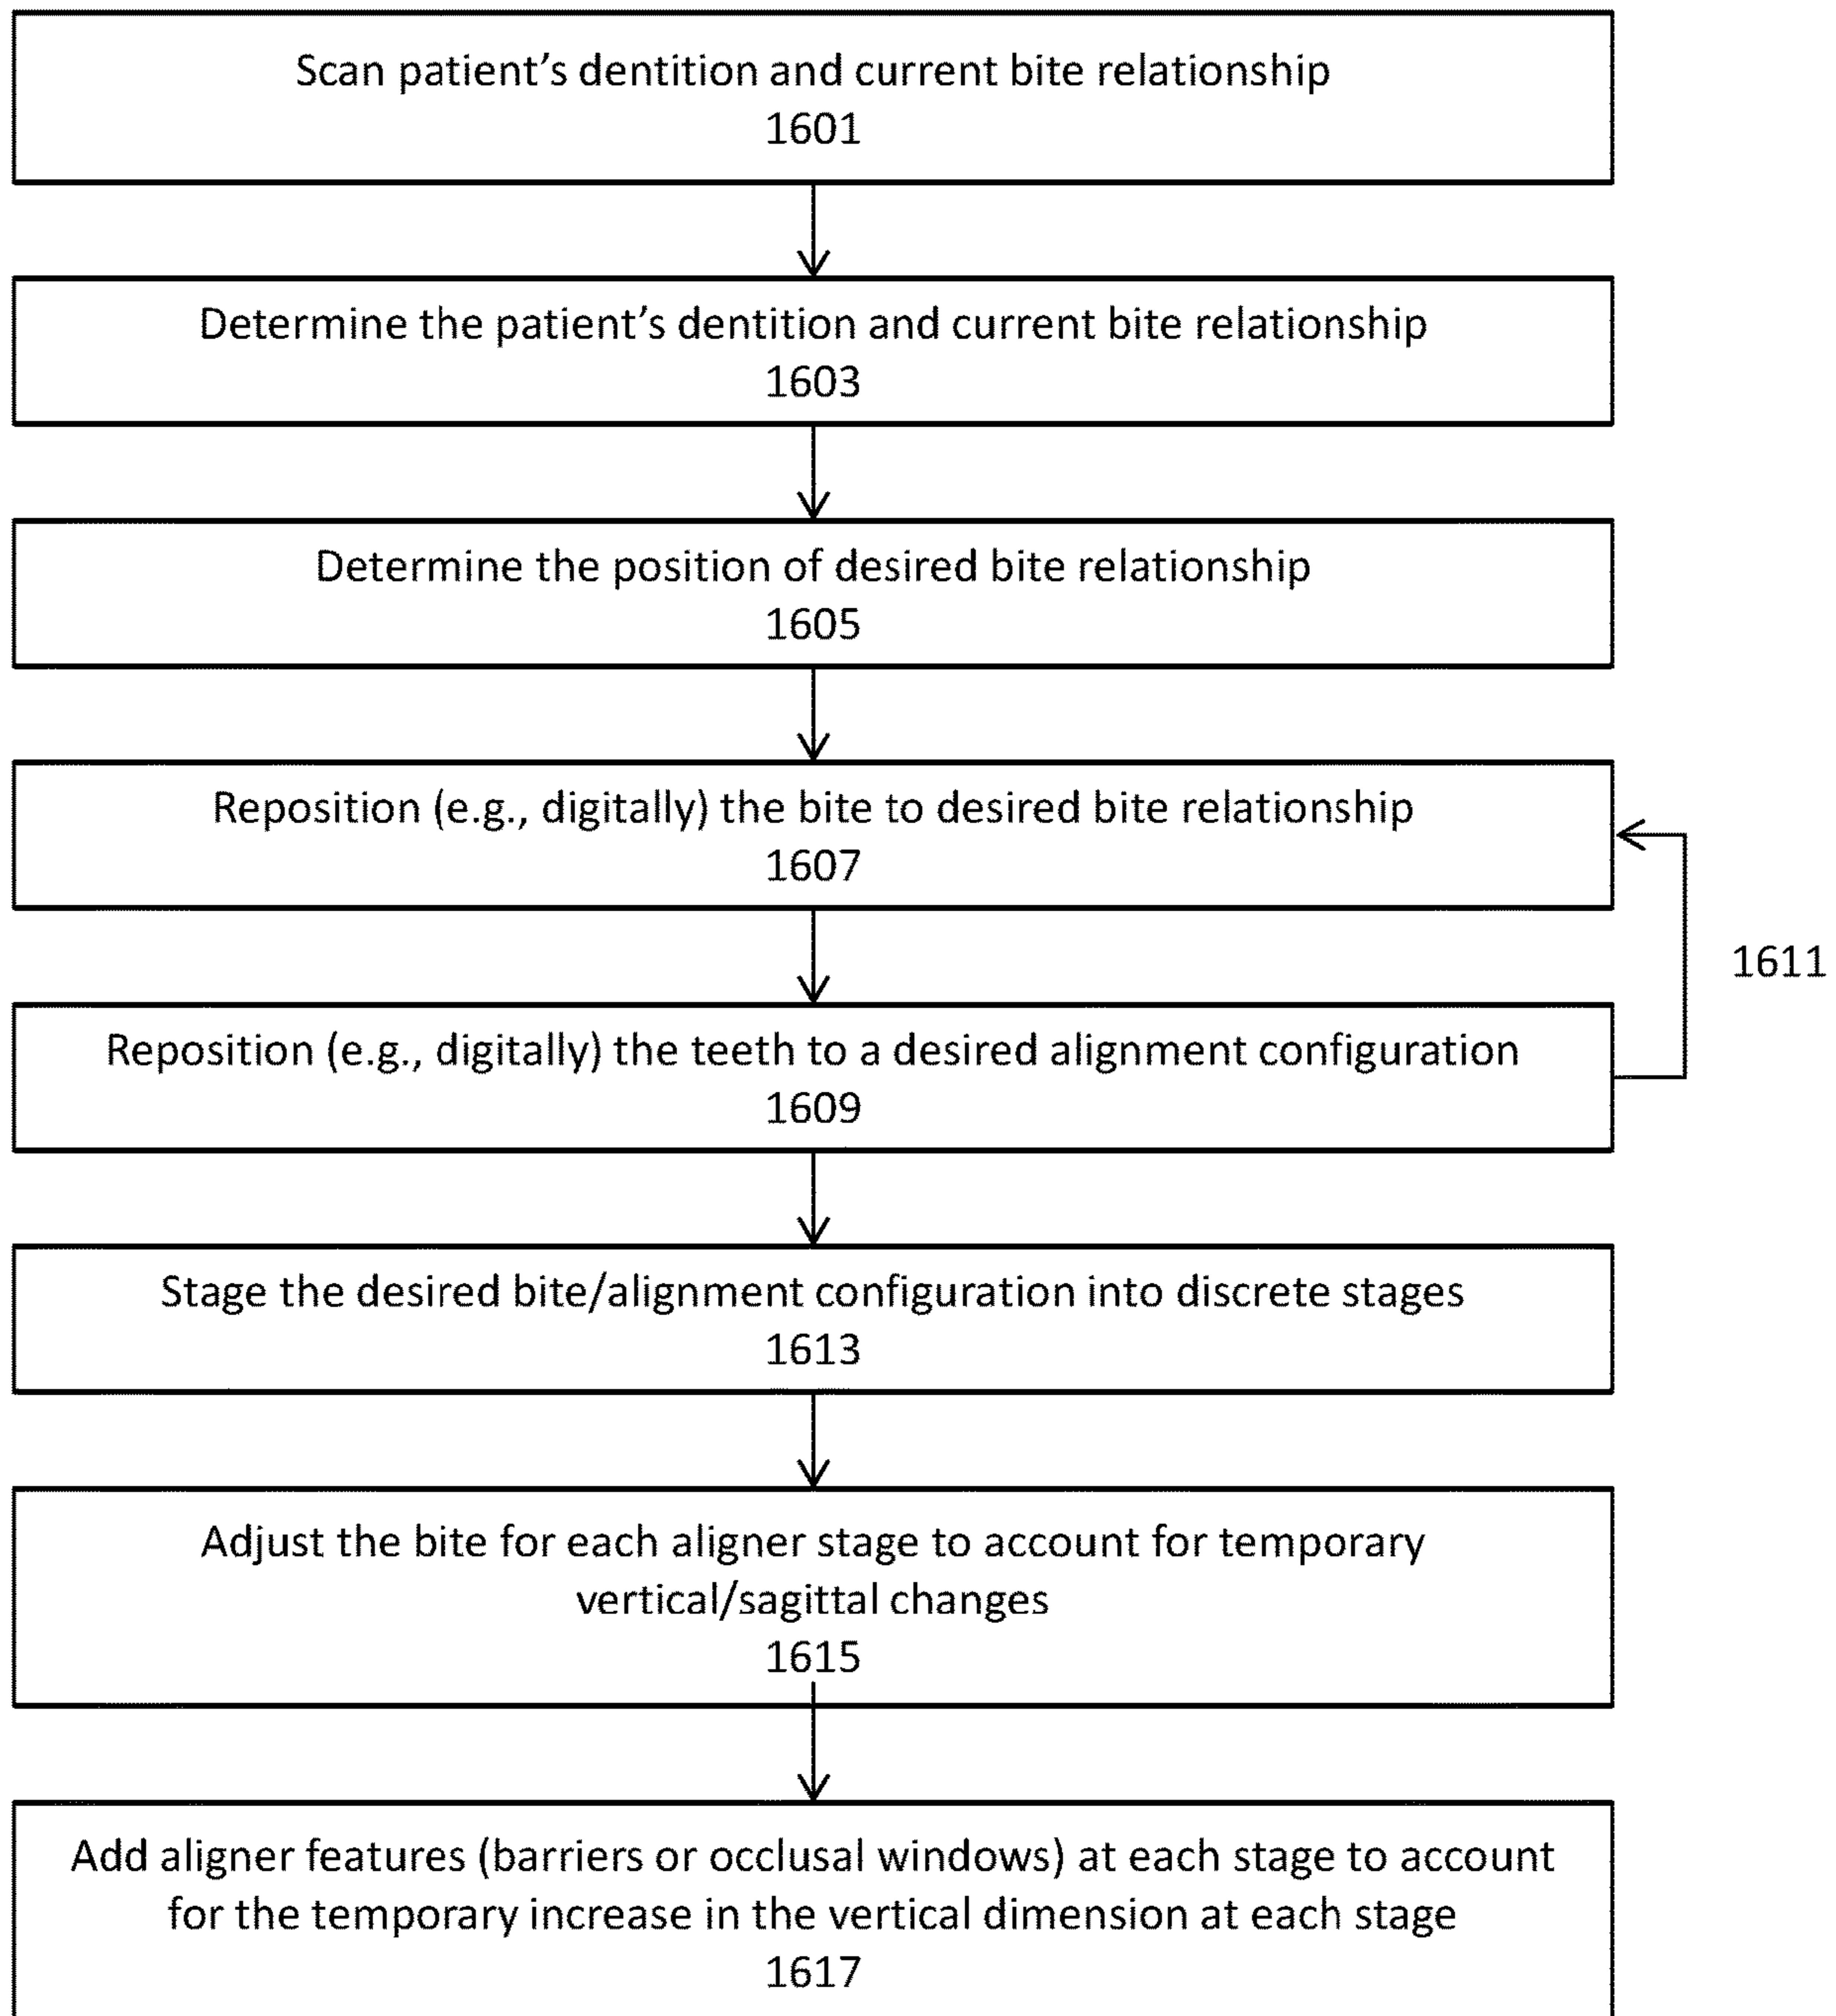 Scan patient’s dentition and current bite relationship
1601
Determine the patient’s dentition and current bite relationship
1603
Determine the position of desired bite relationship
1605
Reposition (e.g., digitally) the bite to desired bite relationship
1607
1611
Reposition (e.g., digitally) the teeth to a desired alignment configuration
1609
Stage the desired bite/alignment configuration into discrete stages
1613
Adjust the bite for each aligner stage to account for temporary
vertical/sagittal changes
1615
Add aligner features (barriers or occlusal windows) at each stage to account
for the temporary increase in the vertical dimension at each stage
1617